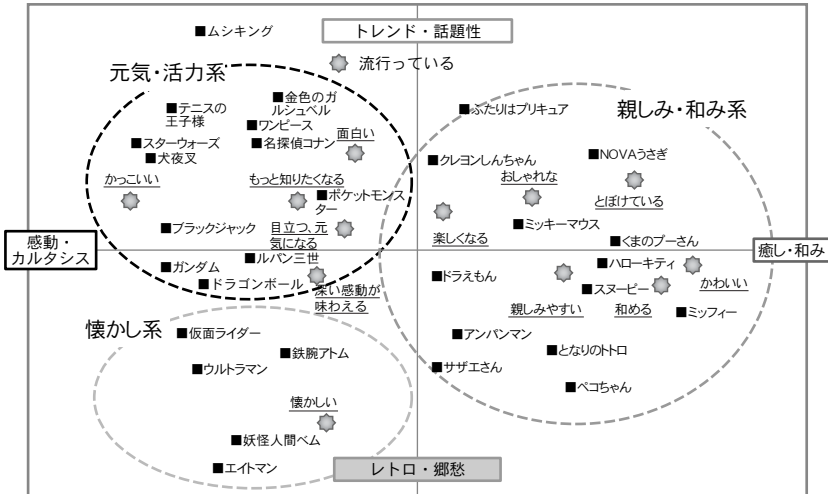 ■ムシキング
トレンド・話題性
流行っている
元気・活力系
親しみ・和み系
■テニスの
王子様
■金色のガ
ルシュベル
■ワンピース
■スターウォーズ
■名探偵コナン
面白い
■犬夜叉
■ふたりはプリキュア
■クレヨンしんちゃん
■NOVAうさぎ
おしゃれな
とぼけている
かっこいい
もっと知りたくなる
■ポケットモンス
ター
■ブラックジャック
目立つ、元
気になる
楽しくなる
■ミッキーマウス
■くまのプーさん
感動・
カルタシス
癒し・和み
■ガンダム
■ルパン三世
■ドラゴンボール
深い感動が
味わえる
■ドラえもん
■ハローキティ
■スヌーピー
かわいい
親しみやすい
和める
■ミッフィー
懐かし系
■仮面ライダー
■ウルトラマン
■鉄腕アトム
■アンパンマン
■となりのトトロ
■サザエさん
■ペコちゃん
懐かしい
■妖怪人間ベム
■エイトマン
レトロ・郷愁